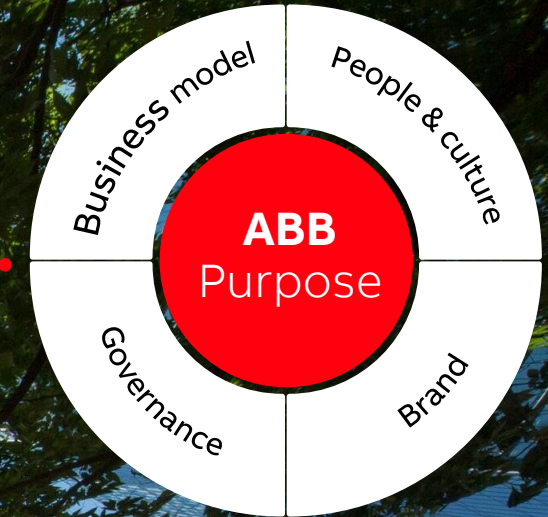 Business model
People & culture
ABB
Purpose
Governance
Brand